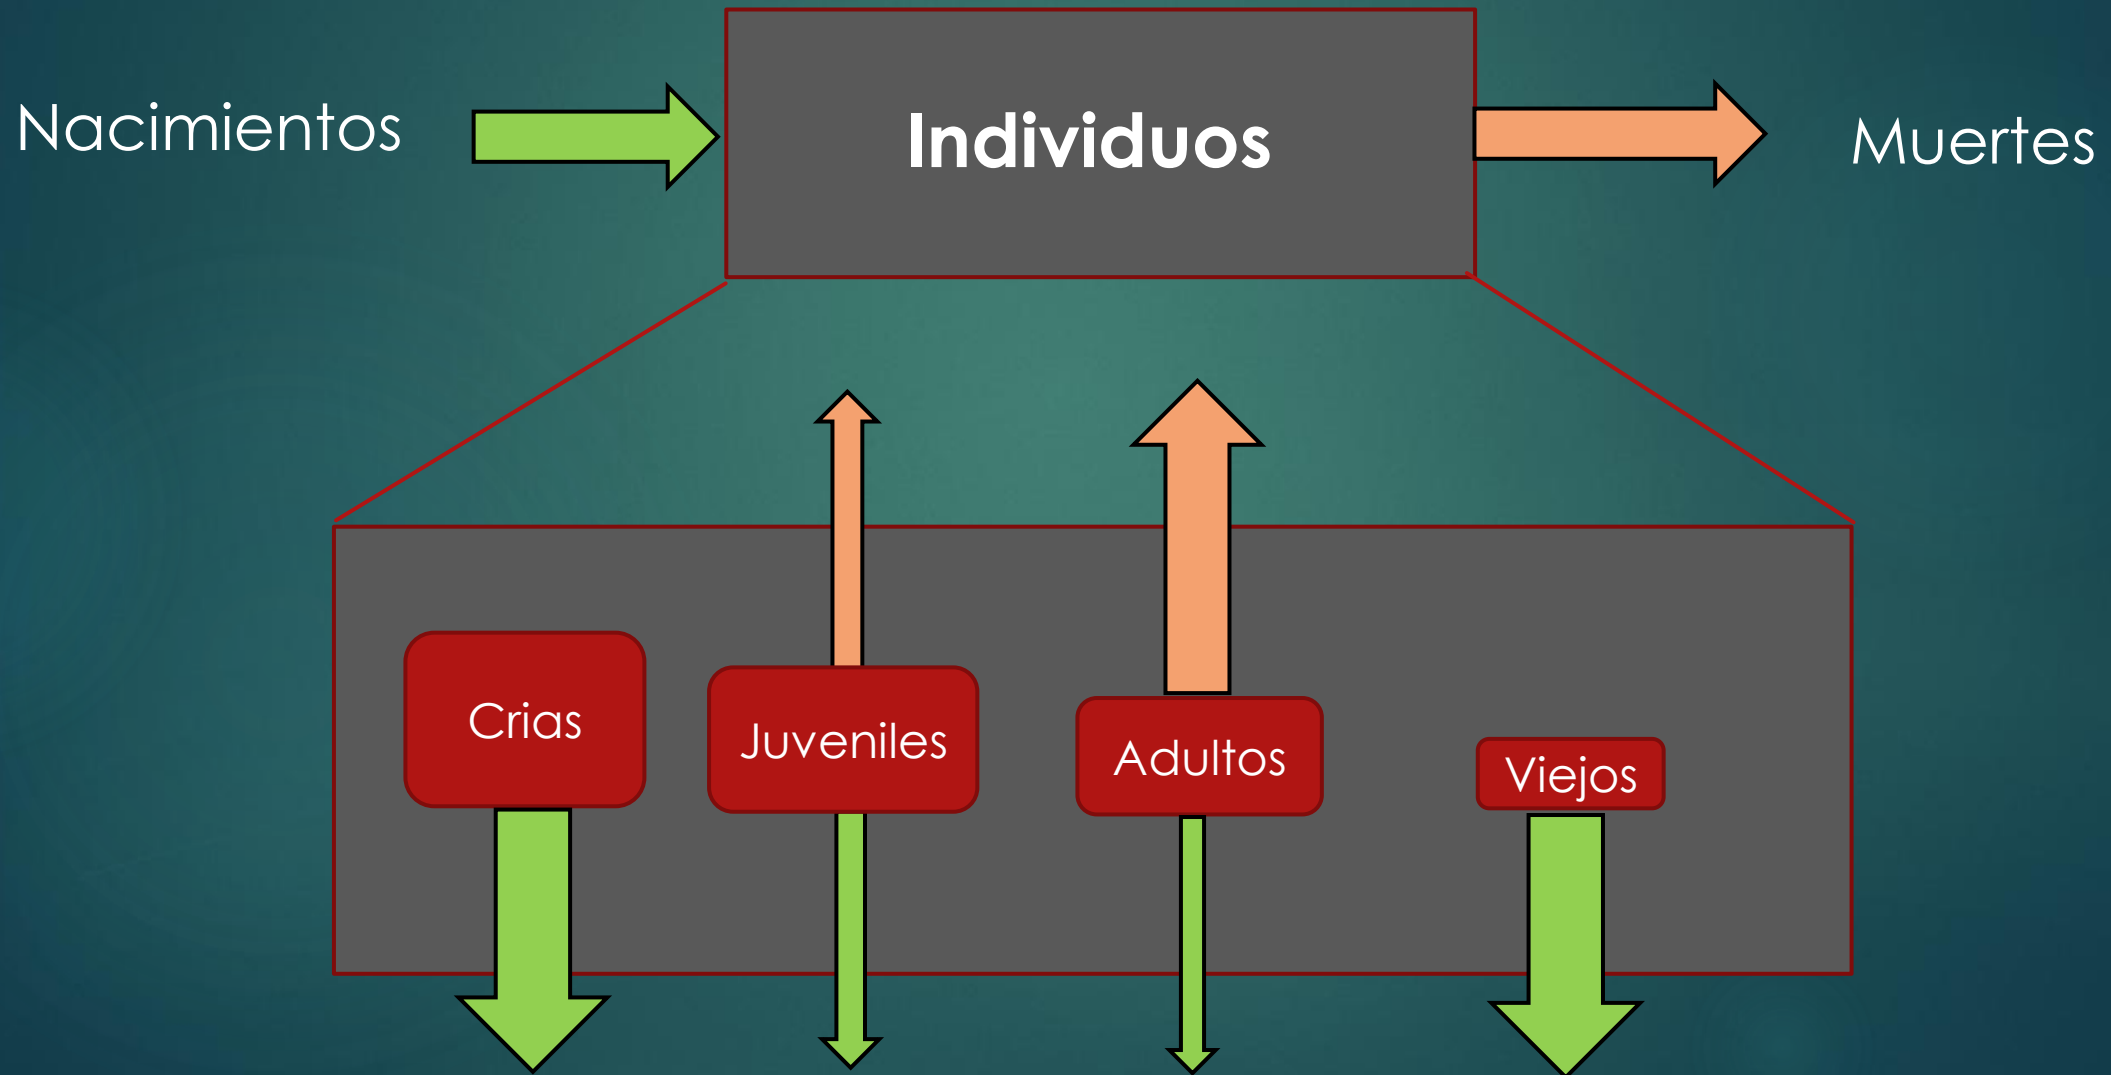 Nacimientos
Individuos
Muertes
Crias
Juveniles
Adultos
Viejos